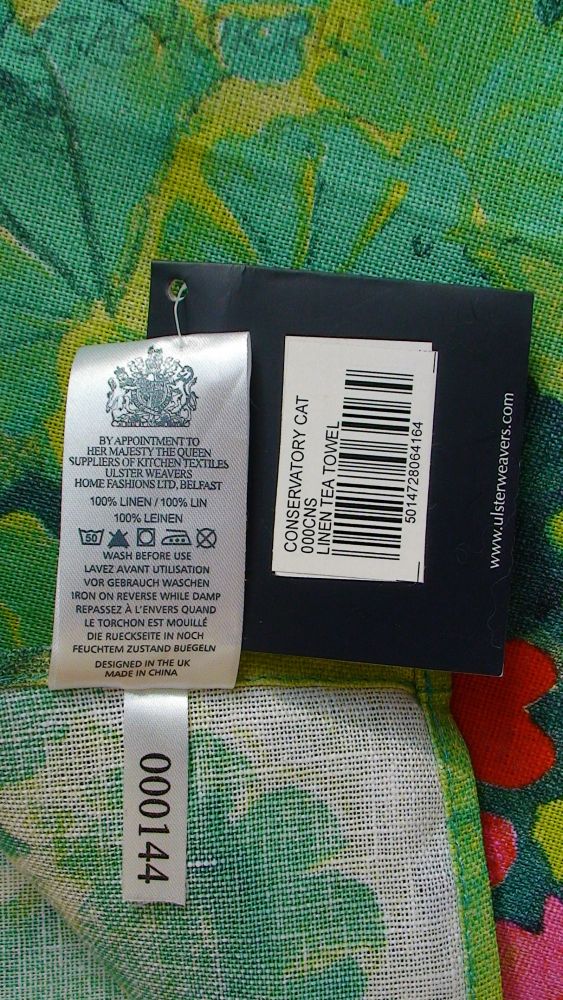 BY APPOINTMENT TO
HER MAJESTY THE QUEEN
SUPPLIERS OF KITCHEN TEXTILES
ULSTER WEAVERS
HOME FASHIONS LTD, BELFAST
100% LINEN / 100% LIN
100% LEINEN
50
WASH BEFORE USE
LAVEZ AVANT UTILISATION
VOR GEBRAUCH WASCHEN
IRON ON REVERSE WHILE DAMP
REPASSEZ À L'ENVERS QUAND
LE TORCHON EST MOUILLÉ
DIE RUECKSEITE IN NOCH
FEUCHTEM ZUSTAND BUEGELN
DESIGNED IN THE UK
MADE IN CHINA
000144
CONSERVATORY CAT
000CNS
LINEN TEA TOWEL
5014728064164
www.ulsterweavers.com